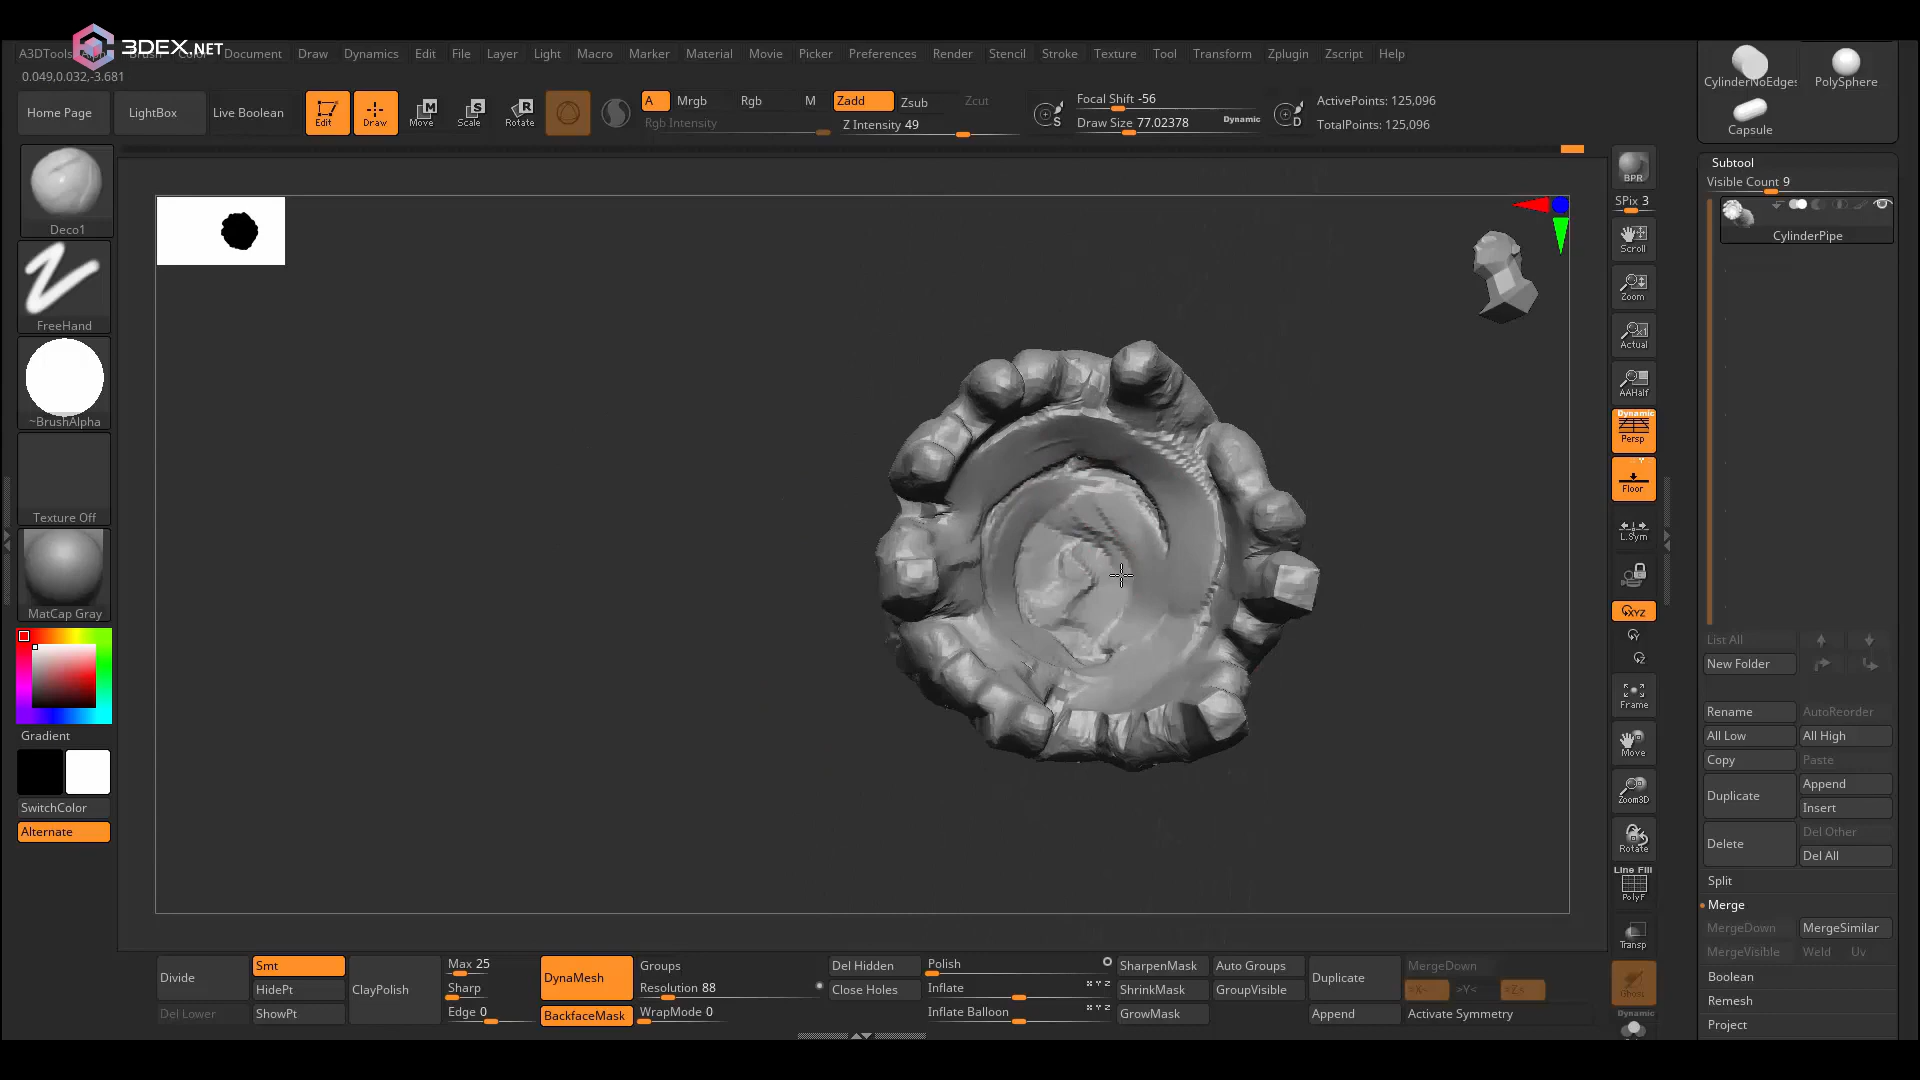 3DEX.NET
A3DTools
Brush
Color
Document
Draw
Dynamics
Edit
File
Layer
Light
Macro
Marker
Material
Movie
Picker
Preferences
Render
Stencil
Stroke
Texture
Tool
Transform
Zplugin
Zscript
Help
0.049,0.032,-3.681
Home Page
LightBox
Live Boolean
Edit
Draw
Move
Scale
Rotate
A
Mrgb
Rgb
M
Zadd
Zsub
Zcut
Rgb Intensity
Z Intensity 49
Focal Shift -56
Draw Size 77.02378
Dynamic
S
D
ActivePoints: 125,096
TotalPoints: 125,096
Deco1
FreeHand
~BrushAlpha
Texture Off
MatCap Gray
Gradient
SwitchColor
Alternate
BPR
SPix 3
Scroll
Zoom
Actual
AAHalf
Dynamic
Persp
Floor
L.Sym
XYZ
Y
Z
Frame
Move
Zoom3D
Rotate
Line Fill
PolyF
Transp
Ghost
Dynamic
CylinderNoEdges
PolySphere
Capsule
Subtool
Visible Count 9
CylinderPipe
List All
New Folder
Rename
AutoReorder
All Low
All High
Copy
Paste
Duplicate
Append
Insert
Delete
Del Other
Del All
Split
Merge
MergeDown
MergeSimilar
MergeVisible
Weld
Uv
Boolean
Remesh
Project
Divide
Smt
HidePt
Del Lower
ShowPt
ClayPolish
Max 25
Sharp
Edge 0
DynaMesh
BackfaceMask
Groups
Resolution 88
WrapMode 0
Del Hidden
Close Holes
Polish
Inflate
Inflate Balloon
SharpenMask
ShrinkMask
GrowMask
Auto Groups
GroupVisible
Duplicate
Append
MergeDown
>X<
>Y<
>Z<
Activate Symmetry